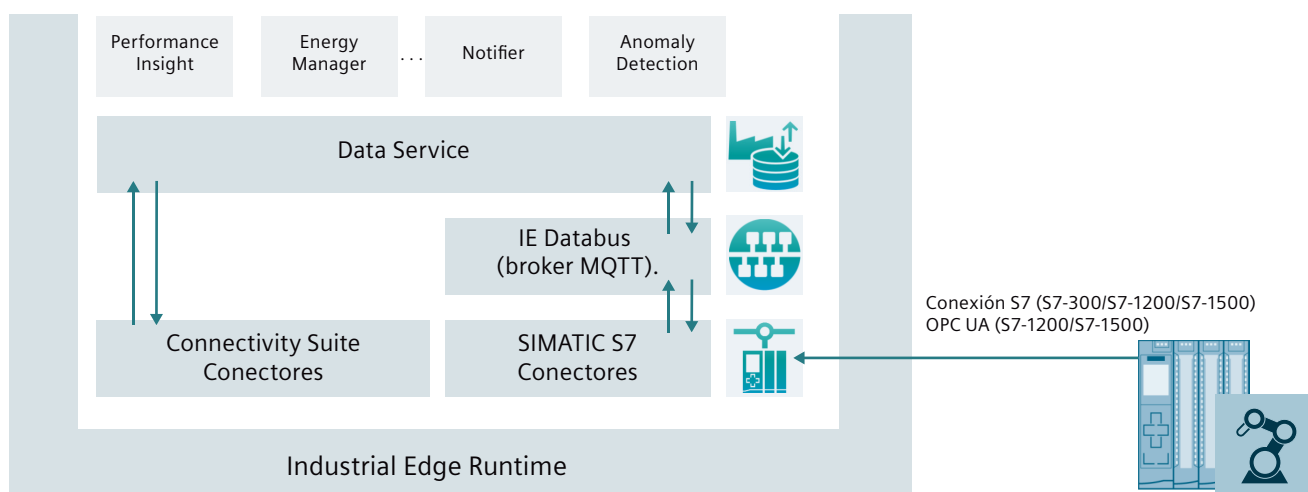 Performance
Insight
Energy
Manager
...
Notifier
Anomaly
Detection
Data Service
IE Databus
(broker MQTT).
Conexión S7 (S7-300/S7-1200/S7-1500)
OPC UA (S7-1200/S7-1500)
Connectivity Suite
Conectores
SIMATIC S7
Conectores
Industrial Edge Runtime